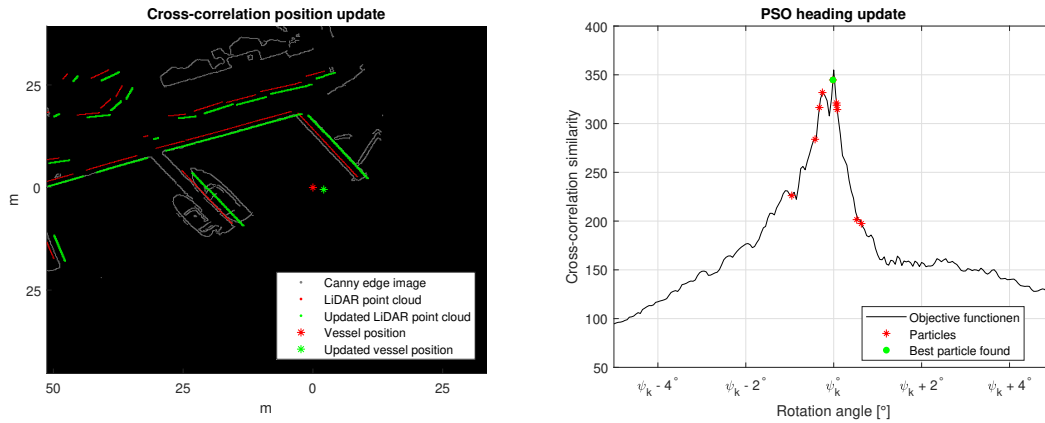 Cross-correlation position update
25
0
25
m
50
25
0
25
m
Canny edge image
LiDAR point cloud
Updated LiDAR point cloud
Vessel position
Updated vessel position
PSO heading update
400
350
300
250
200
150
100
50
Cross-correlation similarity
ψk - 4°
ψk - 2°
ψk°
ψk + 2°
ψk + 4°
Rotation angle [°]
Objective functionen
Particles
Best particle found